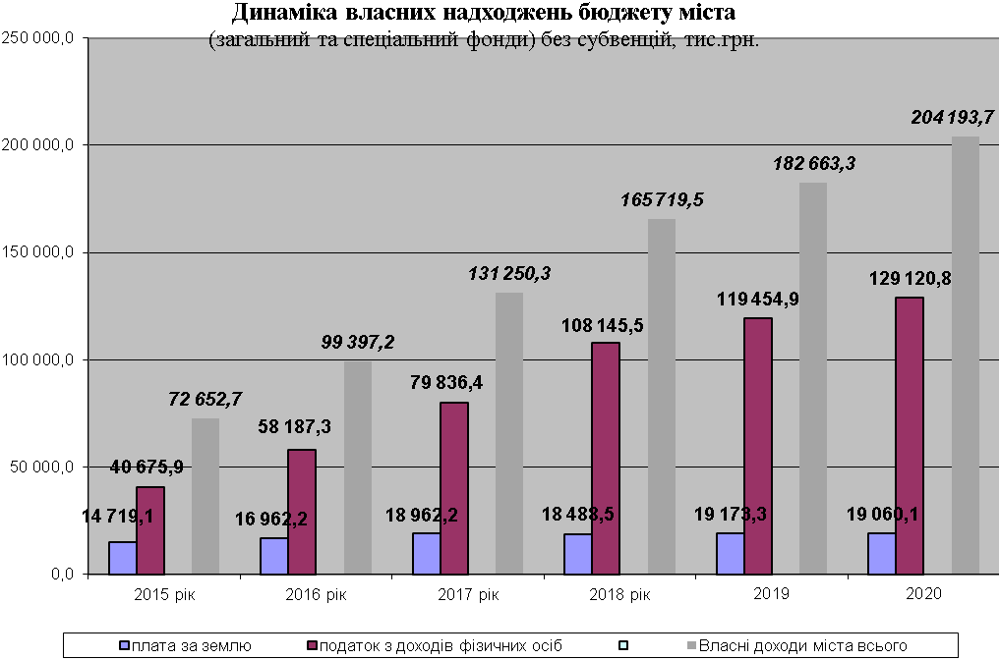 Динаміка власних надходжень бюджету міста
(загальний та спеціальний фонди) без субвенцій, тис.грн.
250 000,0
200 000,0
150 000,0
100 000,0
50 000,0
0,0
204 193,7
182 663,3
165 719,5
131 250,3
99 397,2
72 652,7
129 120,8
119 454,9
108 145,5
79 836,4
58 187,3
40 675,9
14 719,1
16 962,2
18 962,2
18 488,5
19 173,3
19 060,1
2015 рік
2016 рік
2017 рік
2018 рік
2019
2020
плата за землю
податок з доходів фізичних осіб
Власні доходи міста всього